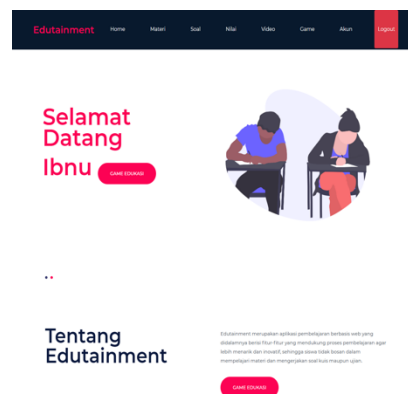 Edutainment Home Materi Soal Nilai Video Game Akun Logout
Selamat
Datang
Ibnu
GAME EDUKASI
Tentang
Edutainment
Edutainment merupakan aplikasi pembelajaran berbasis web yang
didalamnya berisi fitur-fitur yang mendukung proses pembelajaran agar
lebih menarik dan inovatif, sehingga siswa tidak bosan dalam
mempelajari materi dan mengerjakan soal kuis maupun ujian.
GAME EDUKASI